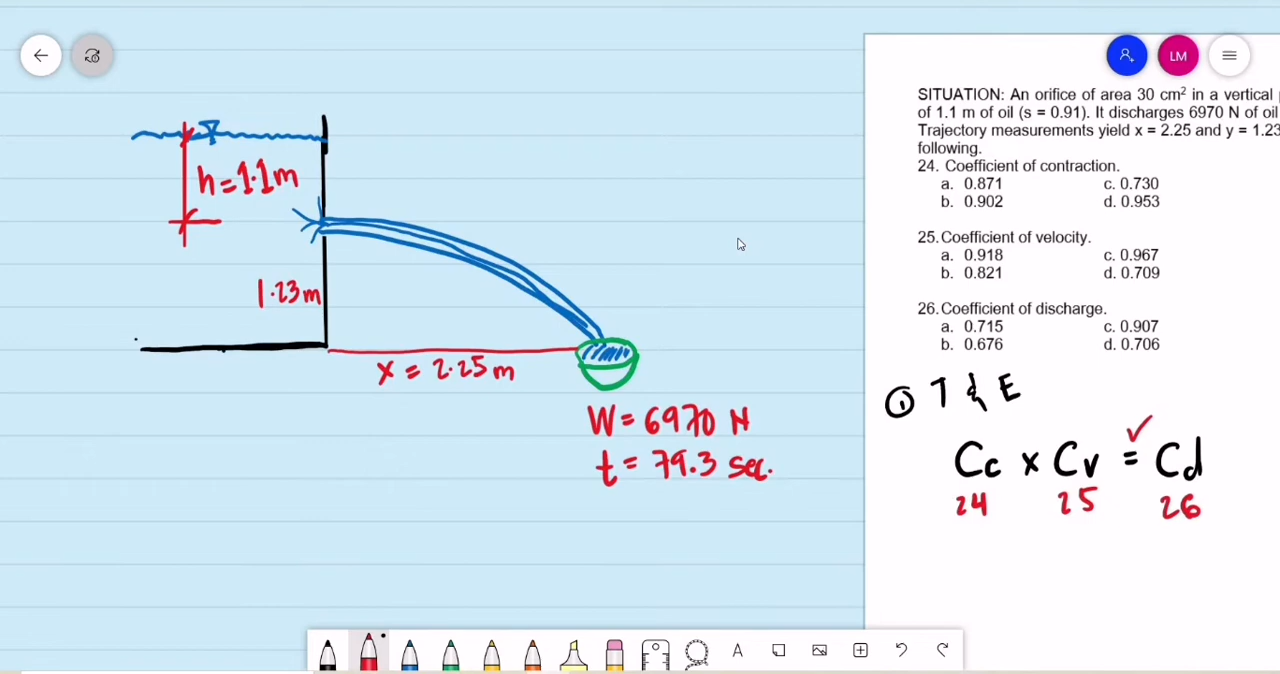 LM
SITUATION: An orifice of area 30 cm² in a vertical
of 1.1 m of oil (s = 0.91). It discharges 6970 N of oil
Trajectory measurements yield x = 2.25 and y = 1.23
following.
24. Coefficient of contraction.
a. 0.871 c. 0.730
b. 0.902 d. 0.953
25. Coefficient of velocity.
a. 0.918 c. 0.967
b. 0.821 d. 0.709
26. Coefficient of discharge.
a. 0.715 c. 0.907
b. 0.676 d. 0.706
① T & E
Cc x Cv = Cd
24 25 26
h = 1.1m
1.23m
x = 2.25 m
W = 6970 N
t = 79.3 sec.
A